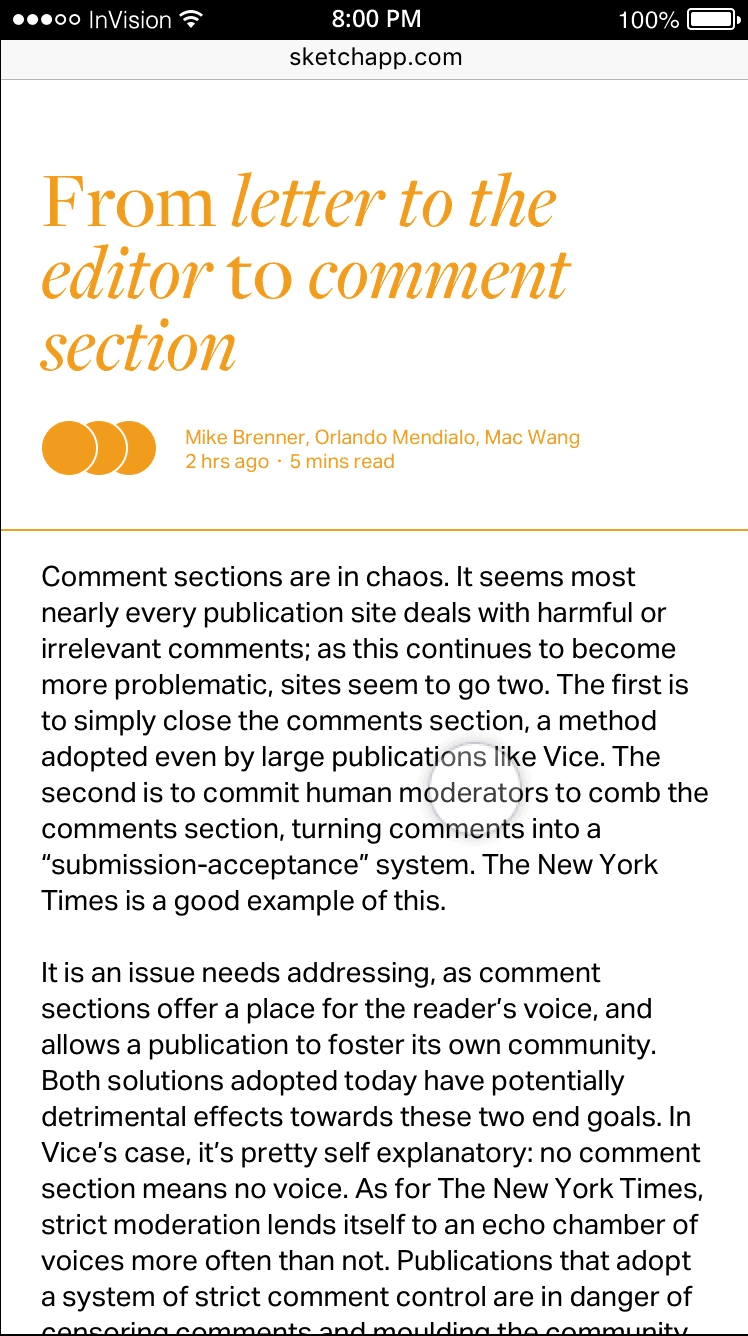 InVision 8:00 PM 100%
sketchapp.com
From letter to the
editor to comment
section
Mike Brenner, Orlando Mendialo, Mac Wang
2 hrs ago · 5 mins read
Comment sections are in chaos. It seems most
nearly every publication site deals with harmful or
irrelevant comments; as this continues to become
more problematic, sites seem to go two. The first is
to simply close the comments section, a method
adopted even by large publications like Vice. The
second is to commit human moderators to comb the
comments section, turning comments into a
“submission-acceptance” system. The New York
Times is a good example of this.
It is an issue needs addressing, as comment
sections offer a place for the reader’s voice, and
allows a publication to foster its own community.
Both solutions adopted today have potentially
detrimental effects towards these two end goals. In
Vice’s case, it’s pretty self explanatory: no comment
section means no voice. As for The New York Times,
strict moderation lends itself to an echo chamber of
voices more often than not. Publications that adopt
a system of strict comment control are in danger of
censoring comments and moulding the community